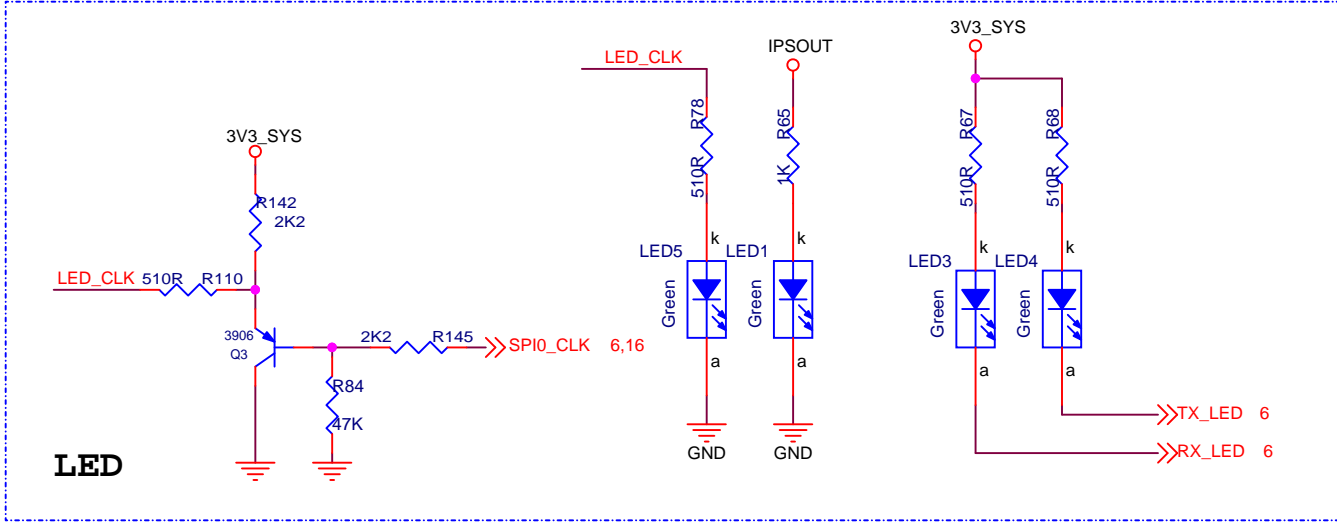 3V3_SYS
R142
2K2
LED_CLK 510R R110
3906
Q3
2K2 R145 SPI0_CLK 6,16
R84
47K
LED
LED_CLK
R78
510R
LED5
Green
k
a
GND
IPSOUT
R65
1K
LED1
Green
k
a
GND
3V3_SYS
R67
510R
LED3
Green
k
a
R68
510R
LED4
Green
k
a
TX_LED 6
RX_LED 6